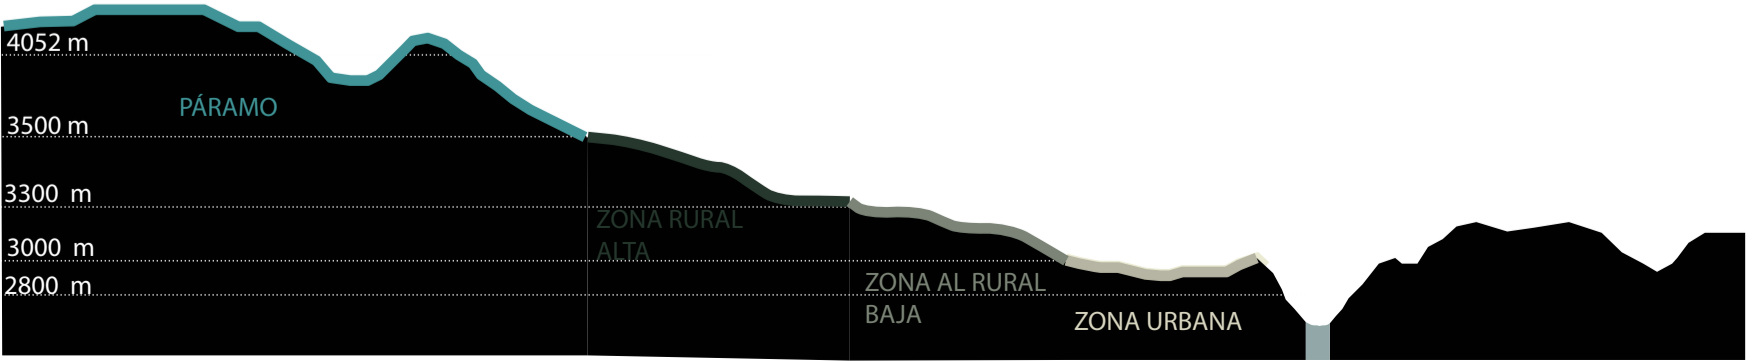 4052 m
PÁRAMO
3500 m
3300 m
ZONA RURAL
ALTA
3000 m
2800 m
ZONA AL RURAL
BAJA
ZONA URBANA